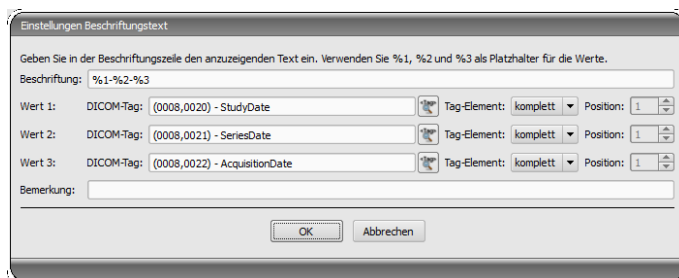 Einstellungen Beschriftungstext
Geben Sie in der Beschriftungszeile den anzuzeigenden Text ein. Verwenden Sie %1, %2 und %3 als Platzhalter für die Werte.
Beschriftung: %1-%2-%3
Wert 1: DICOM-Tag: (0008,0020) - StudyDate Tag-Element: komplett Position: 1
Wert 2: DICOM-Tag: (0008,0021) - SeriesDate Tag-Element: komplett Position: 1
Wert 3: DICOM-Tag: (0008,0022) - AcquisitionDate Tag-Element: komplett Position: 1
Bemerkung:
OK Abbrechen